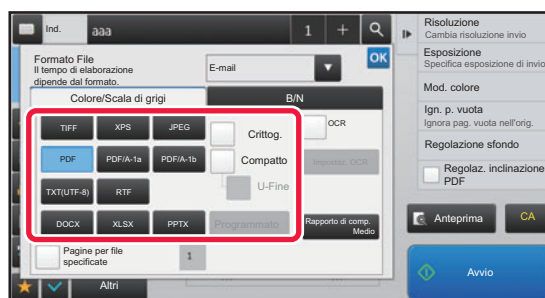 Ind.
aaa
1
Formato File
Il tempo di elaborazione
dipende dal formato.
E-mail
OK
Colore/Scala di grigi
B/N
TIFF
XPS
JPEG
Crittog.
OCR
PDF
PDF/A-1a
PDF/A-1b
Compatto
Impostaz. OCR
TXT(UTF-8)
RTF
U-Fine
DOCX
XLSX
PPTX
Programmato
Rapporto di comp.
Medio
Pagine per file
specificate
1
Altri
Risoluzione
Cambia risoluzione invio
Esposizione
Specifica esposizione di invio
Mod. colore
Ign. p. vuota
Ignora pag. vuota nell'orig.
Regolazione sfondo
Regolaz. inclinazione
PDF
Anteprima
CA
Avvio